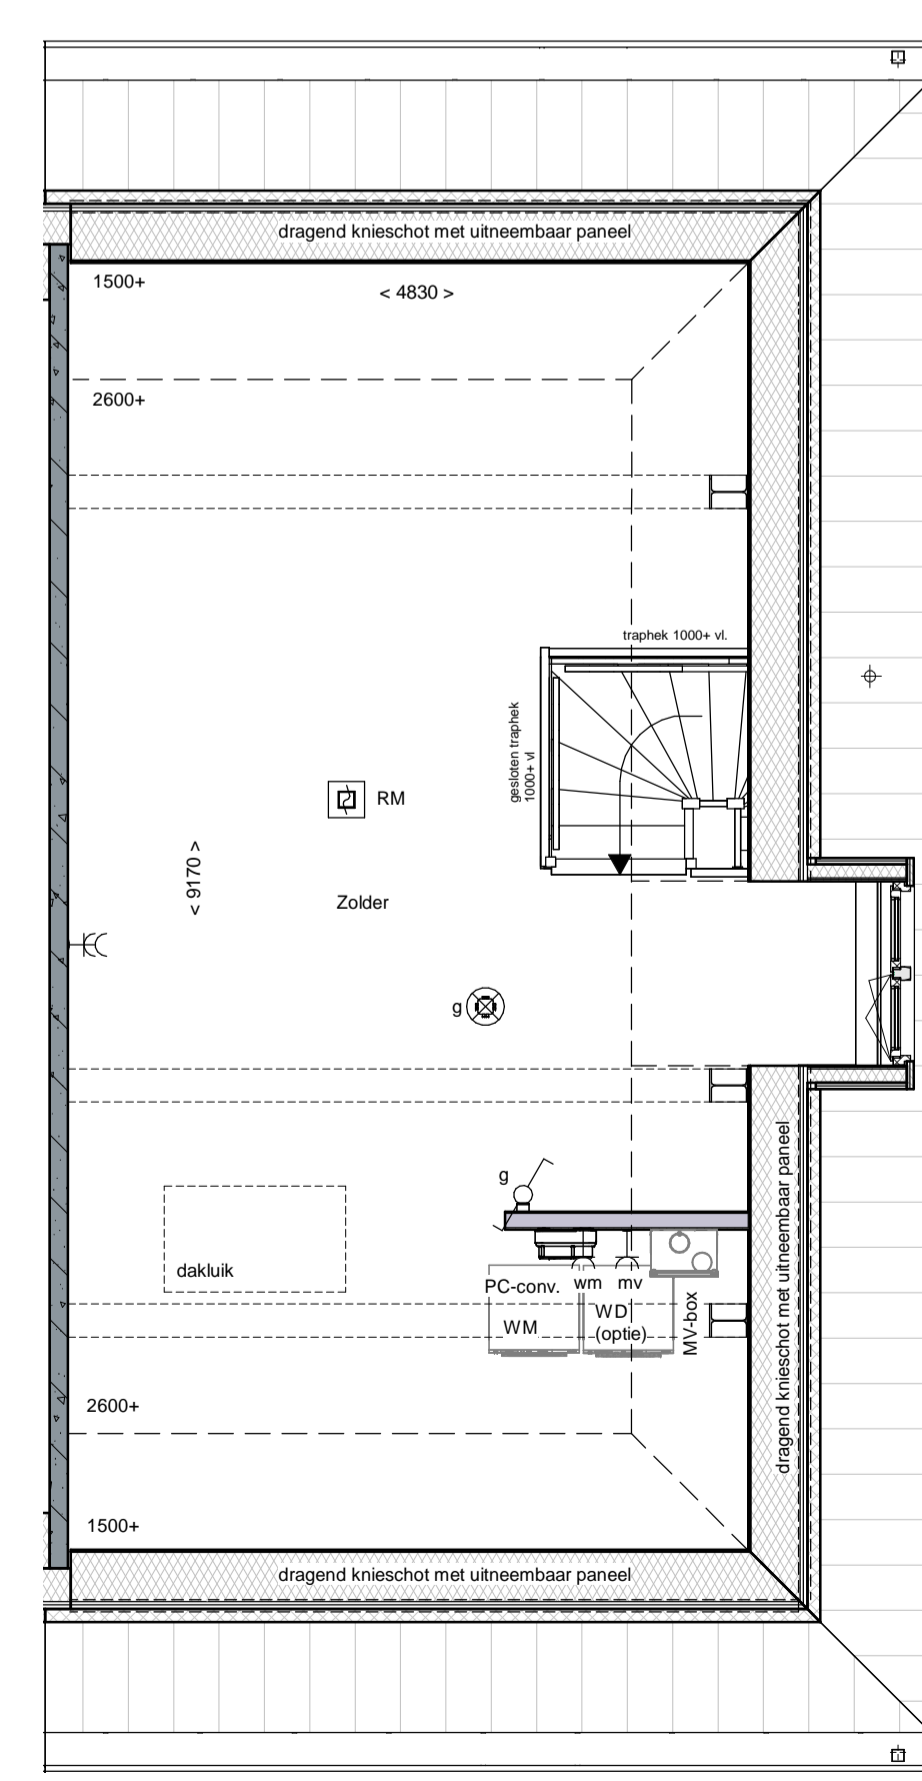 dragend knieschot met uitneembaar paneel
1500+
< 4830 >
2600+
traphek 1000+ vl.
gesloten traphek
1000+ vl
RM
< 9170 >
Zolder
g
dragend knieschot met uitneembaar paneel
g
dakluik
PC-conv.
wm
mv
WM
WD
(optie)
MV-box
2600+
1500+
dragend knieschot met uitneembaar paneel